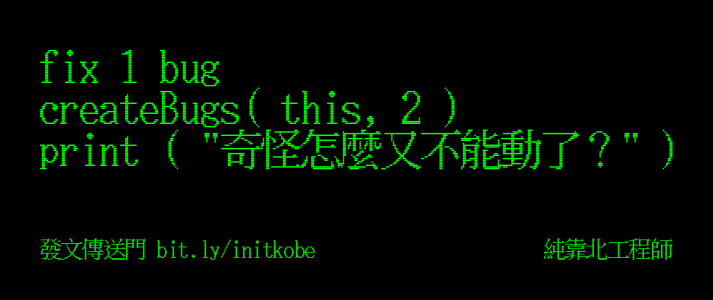 fix 1 bug
createBugs( this, 2 )
print ( "奇怪怎麼又不能動了？" )
發文傳送門 bit.ly/initkobe
純靠北工程師